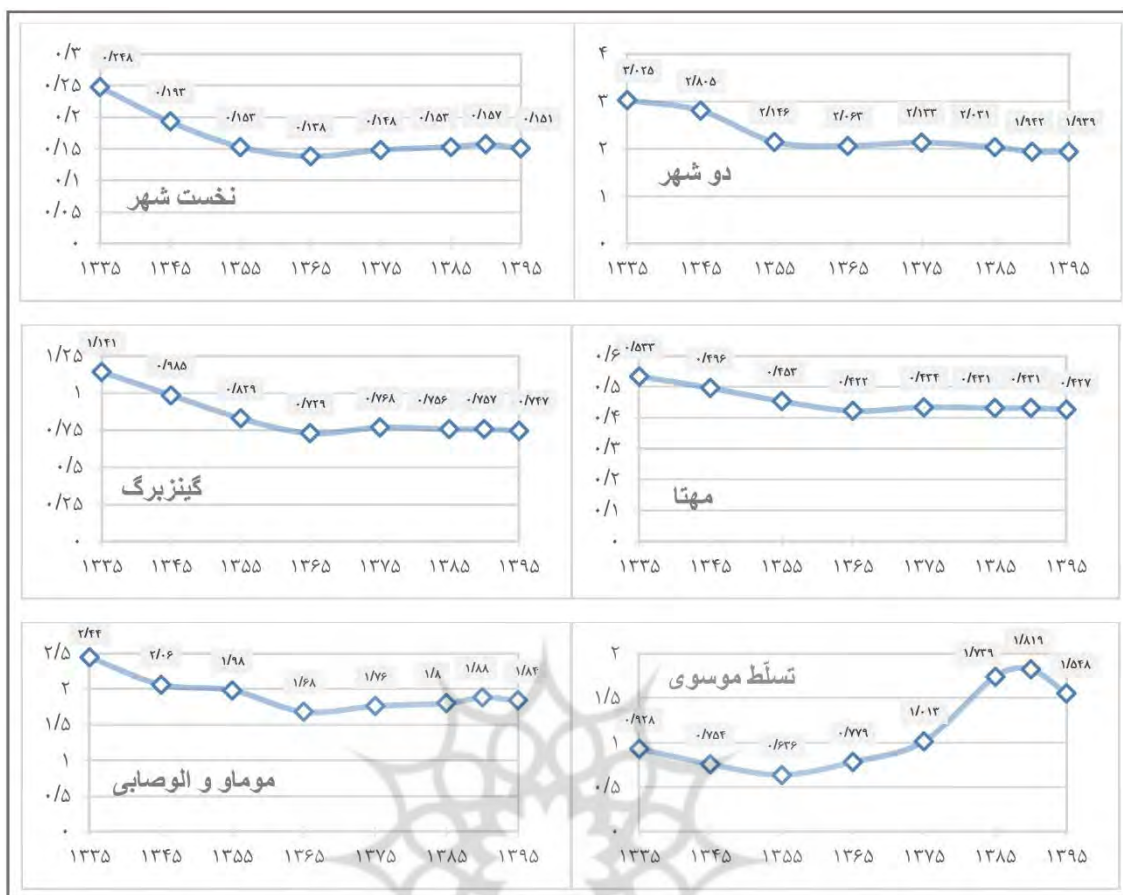 نخست شهر
۰/۳
۰/۲۵
۰/۲
۰/۱۵
۰/۱
۰/۰۵
۰
۰/۲۴۸ ۰/۱۹۳ ۰/۱۵۳ ۰/۱۳۸ ۰/۱۴۸ ۰/۱۵۳ ۰/۱۵۷ ۰/۱۵۱
۱۳۳۵ ۱۳۴۵ ۱۳۵۵ ۱۳۶۵ ۱۳۷۵ ۱۳۸۵ ۱۳۹۵
دو شهر
۴
۳
۲
۱
۰
۳/۰۲۵ ۲/۸۰۵ ۲/۱۴۶ ۲/۰۶۳ ۲/۱۳۳ ۲/۰۳۱ ۱/۹۴۲ ۱/۹۳۹
۱۳۳۵ ۱۳۴۵ ۱۳۵۵ ۱۳۶۵ ۱۳۷۵ ۱۳۸۵ ۱۳۹۵
گینزبرگ
۱/۲۵
۱
۰/۷۵
۰/۵
۰/۲۵
۰
۱/۱۴۱ ۰/۹۸۵ ۰/۸۲۹ ۰/۷۲۹ ۰/۷۶۸ ۰/۷۵۶ ۰/۷۵۷ ۰/۷۴۷
۱۳۳۵ ۱۳۴۵ ۱۳۵۵ ۱۳۶۵ ۱۳۷۵ ۱۳۸۵ ۱۳۹۵
مهتا
۰/۶
۰/۵
۰/۴
۰/۳
۰/۲
۰/۱
۰
۰/۵۳۳ ۰/۴۹۶ ۰/۴۵۳ ۰/۴۲۲ ۰/۴۳۴ ۰/۴۳۱ ۰/۴۳۱ ۰/۴۲۷
۱۳۳۵ ۱۳۴۵ ۱۳۵۵ ۱۳۶۵ ۱۳۷۵ ۱۳۸۵ ۱۳۹۵
موماو و الوصابی
۲/۵
۲
۱/۵
۱
۰/۵
۰
۲/۴۴ ۲/۰۶ ۱/۹۸ ۱/۶۸ ۱/۷۶ ۱/۸ ۱/۸۸ ۱/۸۴
۱۳۳۵ ۱۳۴۵ ۱۳۵۵ ۱۳۶۵ ۱۳۷۵ ۱۳۸۵ ۱۳۹۵
تسلّط موسوی
۲
۱/۵
۱
۰/۵
۰
۰/۹۲۸ ۰/۷۵۴ ۰/۶۳۶ ۰/۷۷۹ ۱/۰۱۳ ۱/۷۳۹ ۱/۸۱۹ ۱/۵۴۸
۱۳۳۵ ۱۳۴۵ ۱۳۵۵ ۱۳۶۵ ۱۳۷۵ ۱۳۸۵ ۱۳۹۵